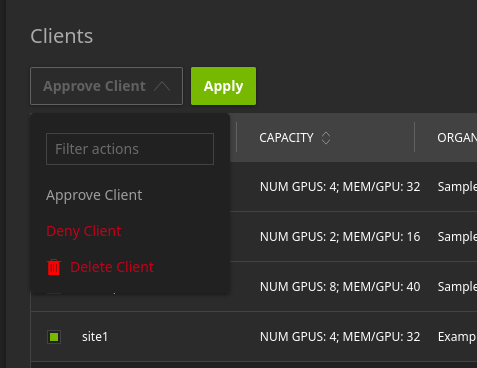 Clients
Approve Client
Apply
Filter actions
Approve Client
Deny Client
Delete Client
CAPACITY
ORGAN
NUM GPUS: 4; MEM/GPU: 32
Sample
NUM GPUS: 2; MEM/GPU: 16
Sample
NUM GPUS: 8; MEM/GPU: 40
Sample
site1
NUM GPUS: 4; MEM/GPU: 32
Examp